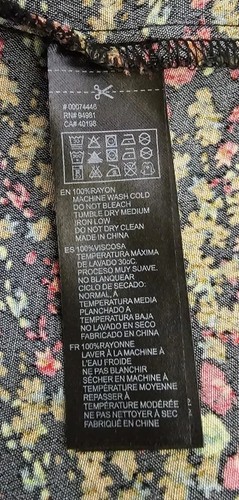 # 00074446
RN# 94981
CA# 40198
EN 100%RAYON
MACHINE WASH COLD
DO NOT BLEACH
TUMBLE DRY MEDIUM
IRON LOW
DO NOT DRY CLEAN
MADE IN CHINA
ES 100%VISCOSA
TEMPERATURA MÁXIMA
DE LAVADO 30oC.
PROCESO MUY SUAVE.
NO BLANQUEAR
CICLO DE SECADO:
NORMAL, A
TEMPERATURA MEDIA
PLANCHADO A
TEMPERATURA BAJA
NO LAVADO EN SECO
FABRICADO EN CHINA
FR 100%RAYONNE
LAVER À LA MACHINE À
L'EAU FROIDE
NE PAS BLANCHIR
SÉCHER EN MACHINE À
TEMPÉRATURE MOYENNE
REPASSER À
TEMPÉRATURE MODÉRÉE
NE PAS NETTOYER À SEC
FABRIQUÉ EN CHINE